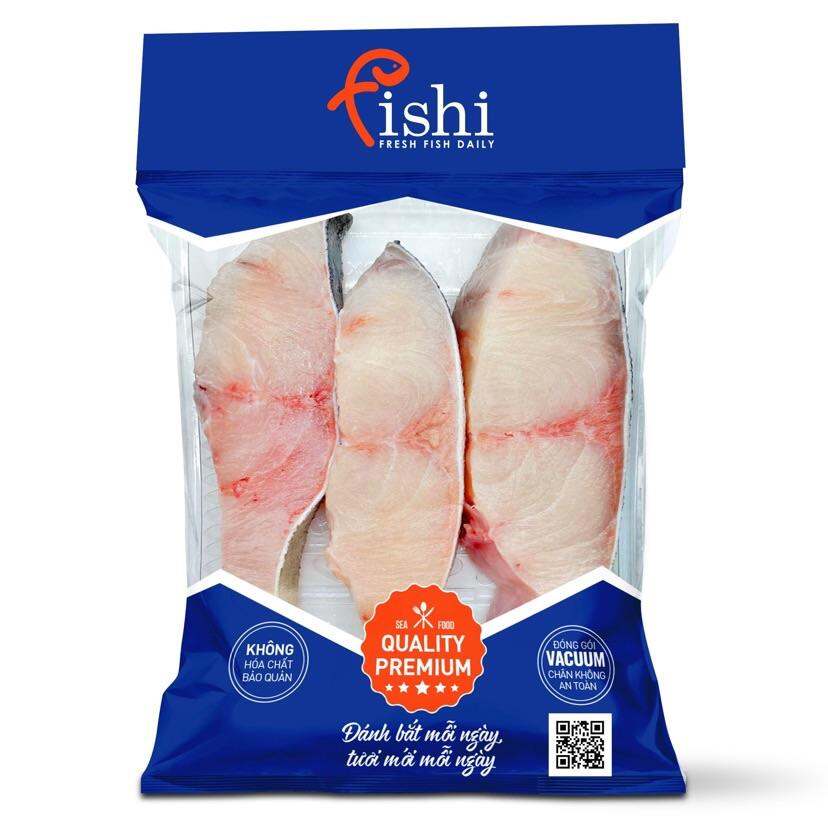 Fishi
FRESH FISH DAILY
SEA FOOD
QUALITY
PREMIUM
KHÔNG
HÓA CHẤT
BẢO QUẢN
ĐÓNG GÓI
VACUUM
CHÂN KHÔNG
AN TOÀN
Đánh bắt mỗi ngày,
tươi mới mỗi ngày